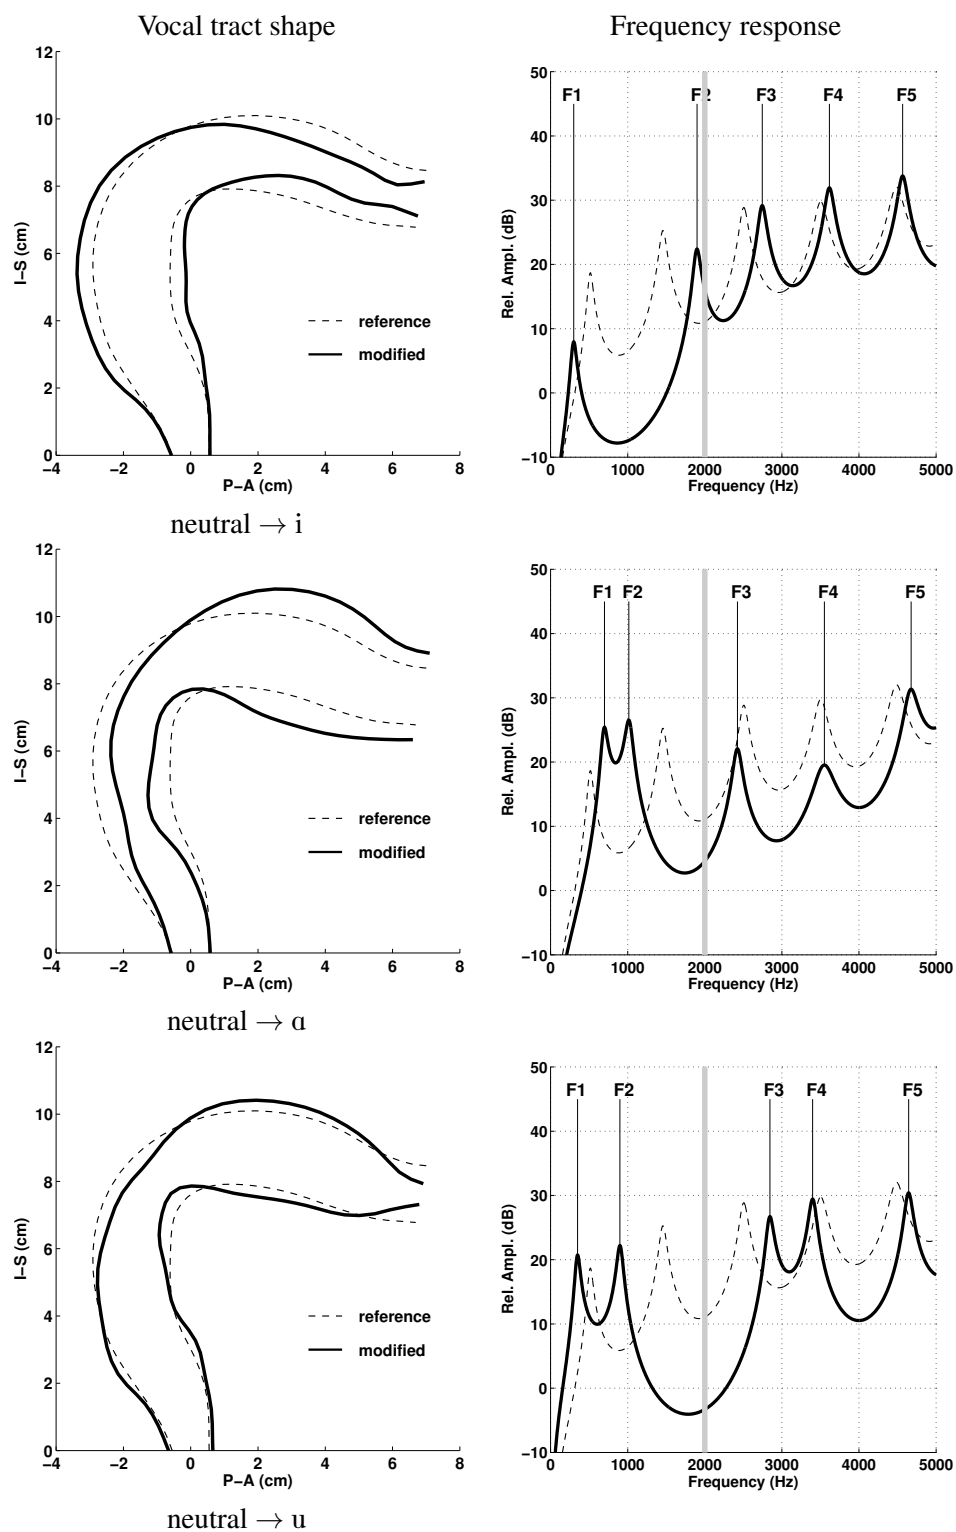 Vocal tract shape
Frequency response
12
10
8
6
4
2
0
I−S (cm)
−4 −2 0 2 4 6 8
P−A (cm)
reference
modified
50
40
30
20
10
0
−10
Rel. Ampl. (dB)
F1 F2 F3 F4 F5
0 1000 2000 3000 4000 5000
Frequency (Hz)
neutral → i
12
10
8
6
4
2
0
I−S (cm)
−4 −2 0 2 4 6 8
P−A (cm)
reference
modified
50
40
30
20
10
0
−10
Rel. Ampl. (dB)
F1 F2 F3 F4 F5
0 1000 2000 3000 4000 5000
Frequency (Hz)
neutral → ɑ
12
10
8
6
4
2
0
I−S (cm)
−4 −2 0 2 4 6 8
P−A (cm)
reference
modified
50
40
30
20
10
0
−10
Rel. Ampl. (dB)
F1 F2 F3 F4 F5
0 1000 2000 3000 4000 5000
Frequency (Hz)
neutral → u